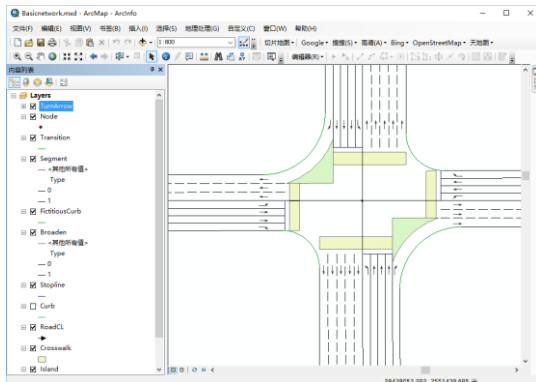 Basicnetwork.mxd - ArcMap - ArcInfo
文件(F) 编辑(E) 视图(V) 书签(B) 插入(I) 选择(S) 地理处理(G) 自定义(C) 窗口(W) 帮助(H)
1:800 切片地图 Google 搜搜(S) 高德(A) Bing OpenStreetMap 天地图
编辑器(R)
内容列表
Layers
TurnArrow
Node
Transition
Segment
<其他所有值>
Type
0
1
FictitiousCurb
Broaden
<其他所有值>
Type
0
1
Stopline
Curb
RoadCL
Crosswalk
Island